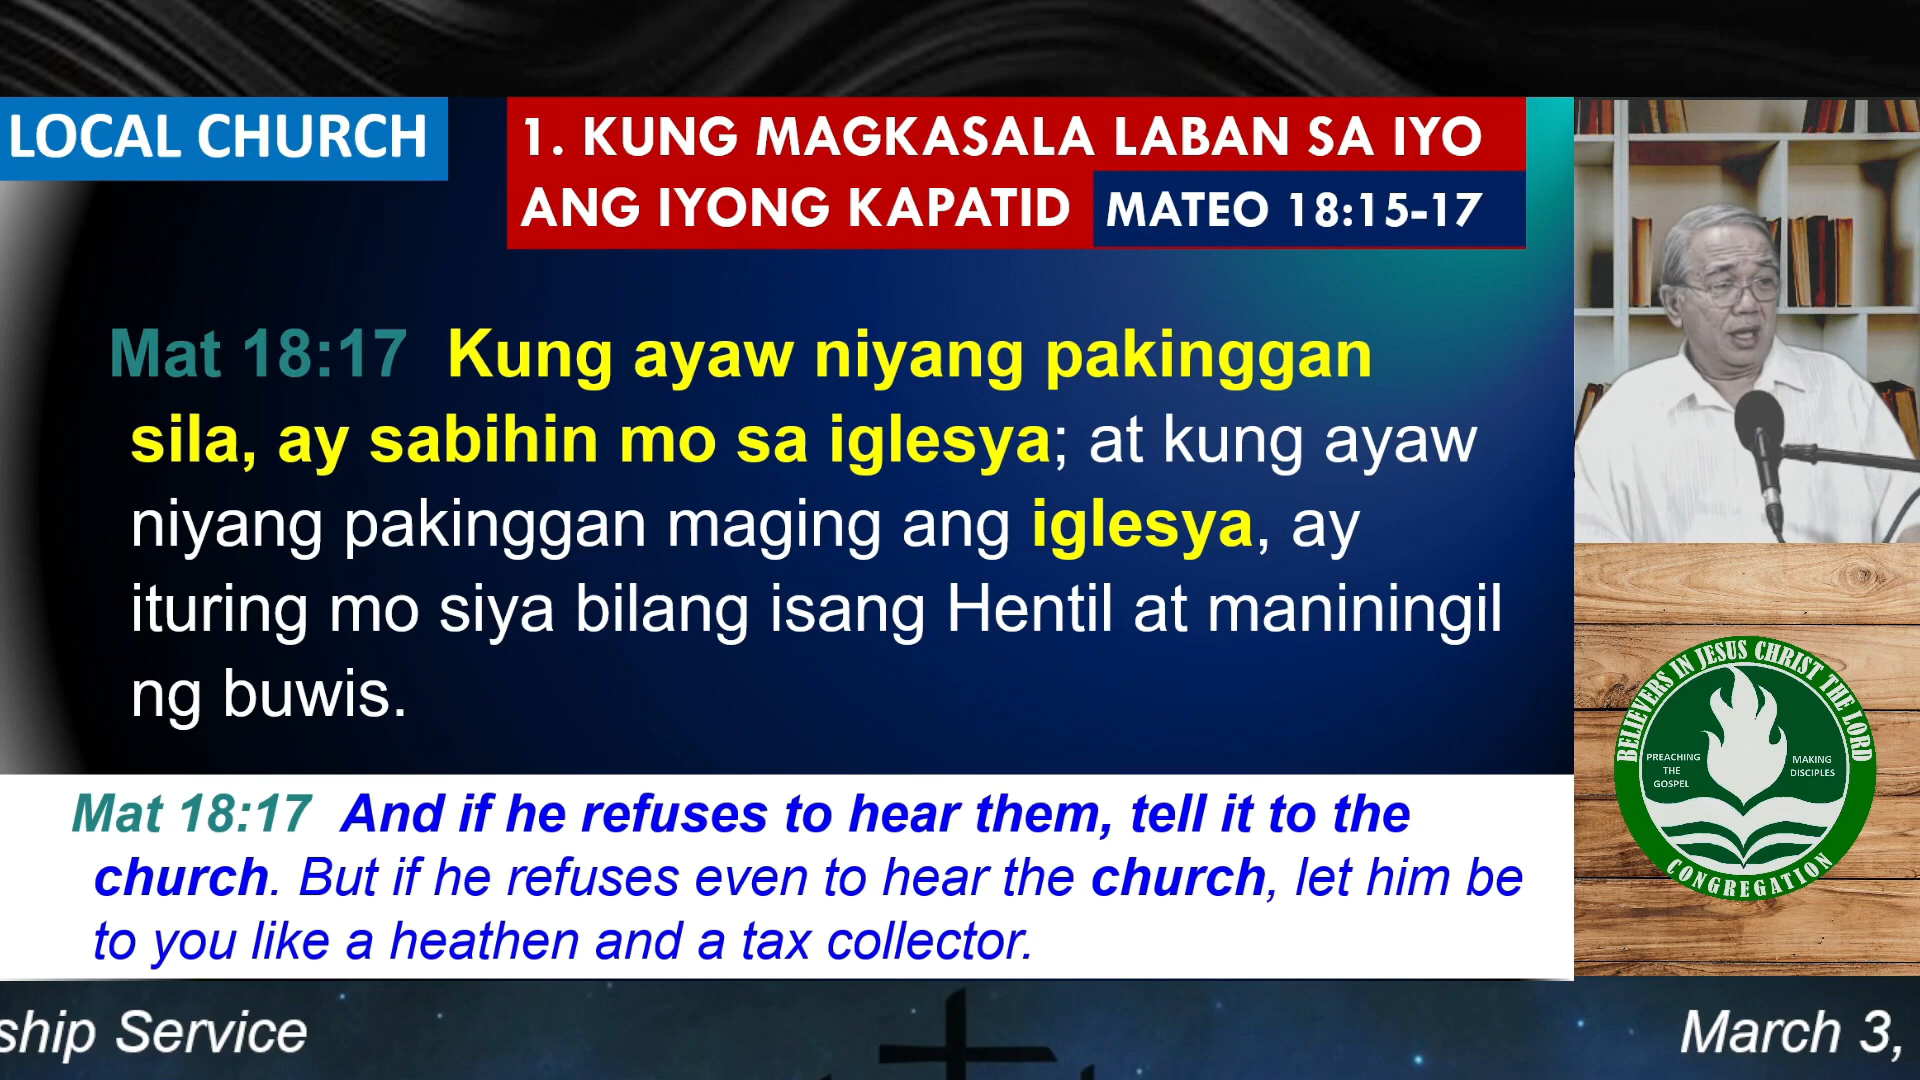 LOCAL CHURCH
1. KUNG MAGKASALA LABAN SA IYO
ANG IYONG KAPATID MATEO 18:15-17
Mat 18:17 Kung ayaw niyang pakinggan
sila, ay sabihin mo sa iglesya; at kung ayaw
niyang pakinggan maging ang iglesya, ay
ituring mo siya bilang isang Hentil at maniningil
ng buwis.
Mat 18:17 And if he refuses to hear them, tell it to the
church. But if he refuses even to hear the church, let him be
to you like a heathen and a tax collector.
BELIEVERS IN JESUS CHRIST THE LORD
PREACHING
THE
GOSPEL
MAKING
DISCIPLES
CONGREGATION
ship Service
March 3,